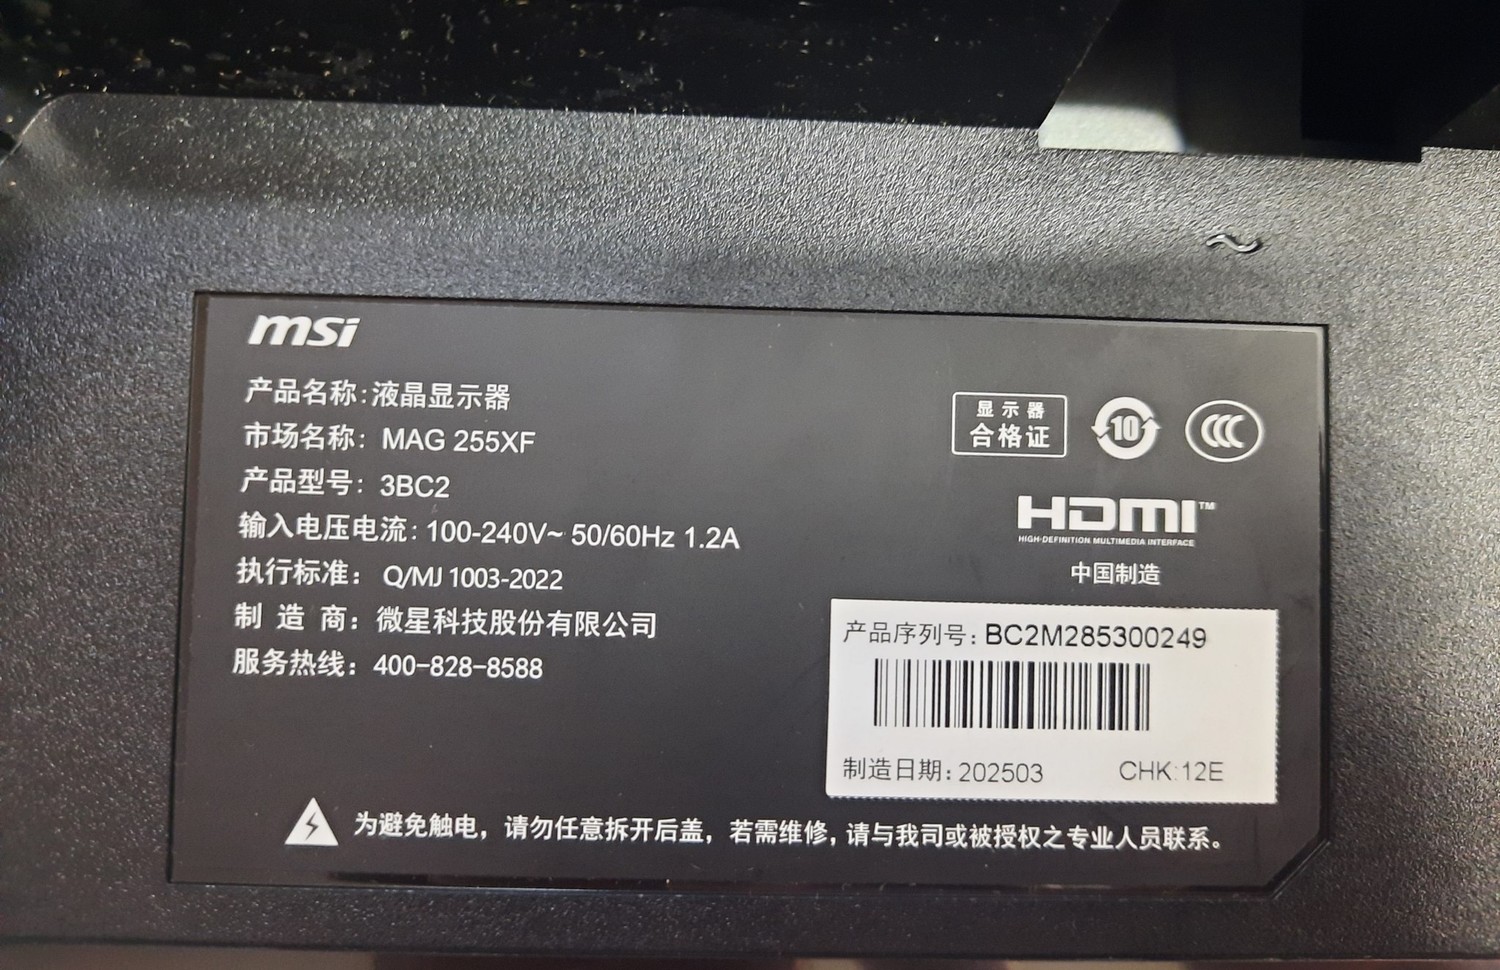 msi
产品名称:液晶显示器
市场名称: MAG 255XF
产品型号: 3BC2
输入电压电流: 100-240V~ 50/60Hz 1.2A
执行标准: Q/MJ 1003-2022
制 造 商: 微星科技股份有限公司
服务热线: 400-828-8588
显示器
合格证
10
CCC
HDMI™
HIGH-DEFINITION MULTIMEDIA INTERFACE
中国制造
产品序列号: BC2M285300249
制造日期: 202503 CHK:12E
为避免触电，请勿任意拆开后盖，若需维修，请与我司或被授权之专业人员联系。